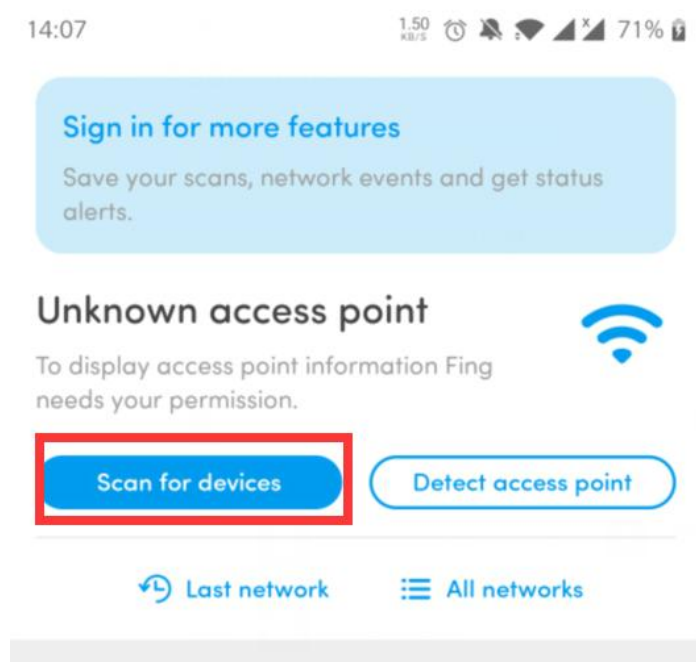 14:07
1.50
KB/S
71%
Sign in for more features
Save your scans, network events and get status
alerts.
Unknown access point
To display access point information Fing
needs your permission.
Scan for devices
Detect access point
Last network
All networks